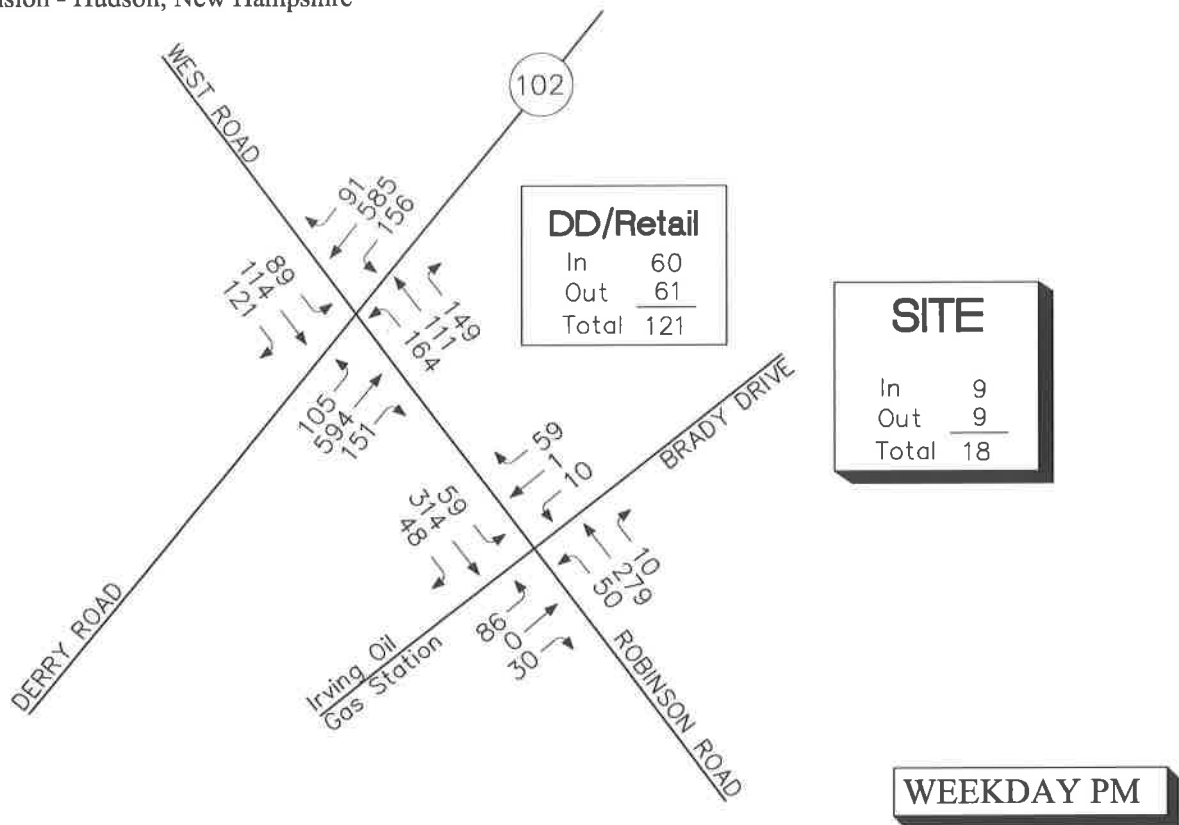 sion - Hudson, New Hampshire
WEST ROAD
102
91
585
156
89
114
121
149
111
164
105
594
151
DD/Retail
In 60
Out 61
Total 121
SITE
In 9
Out 9
Total 18
BRADY DRIVE
59
1
10
59
314
48
10
279
50
86
0
30
DERRY ROAD
Irving Oil
Gas Station
ROBINSON ROAD
WEEKDAY PM